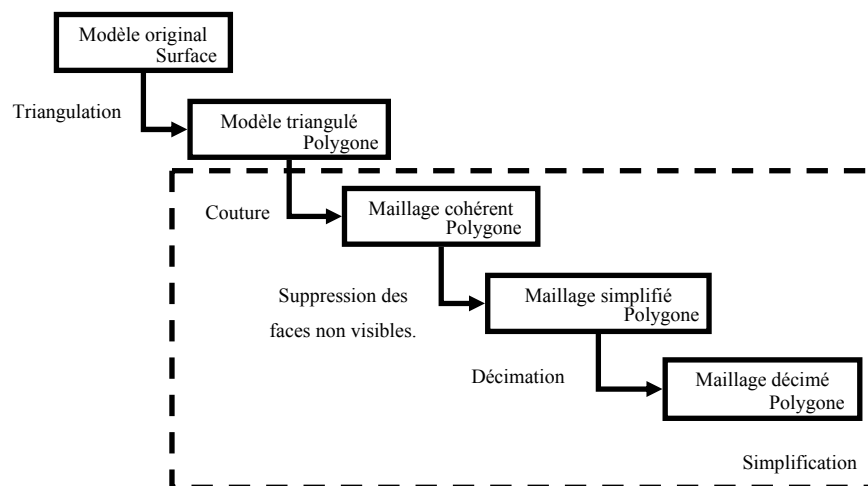 Modèle original
Surface
Triangulation
Modèle triangulé
Polygone
Couture
Maillage cohérent
Polygone
Suppression des
faces non visibles.
Maillage simplifié
Polygone
Décimation
Maillage décimé
Polygone
Simplification